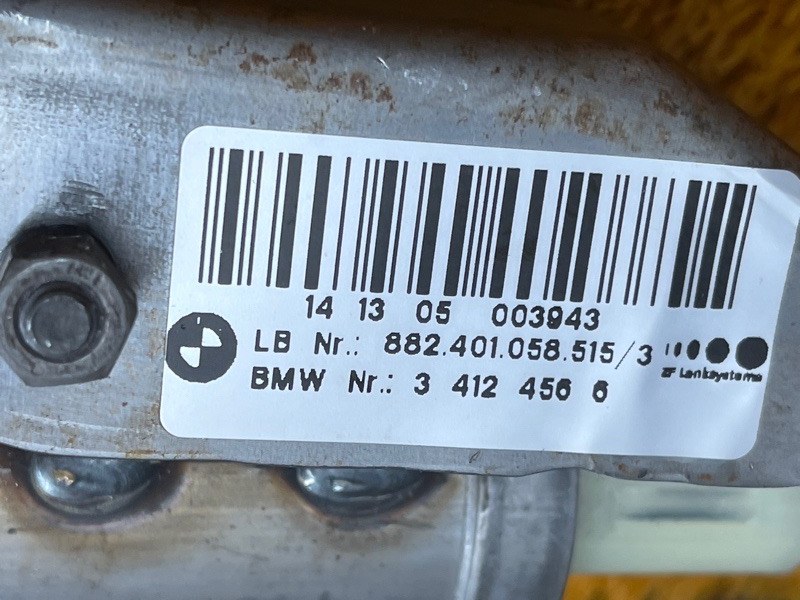 14 13 05 003943
LB Nr.: 882.401.058.515/3
ZF Lenksysteme
BMW Nr.: 3 412 456 6